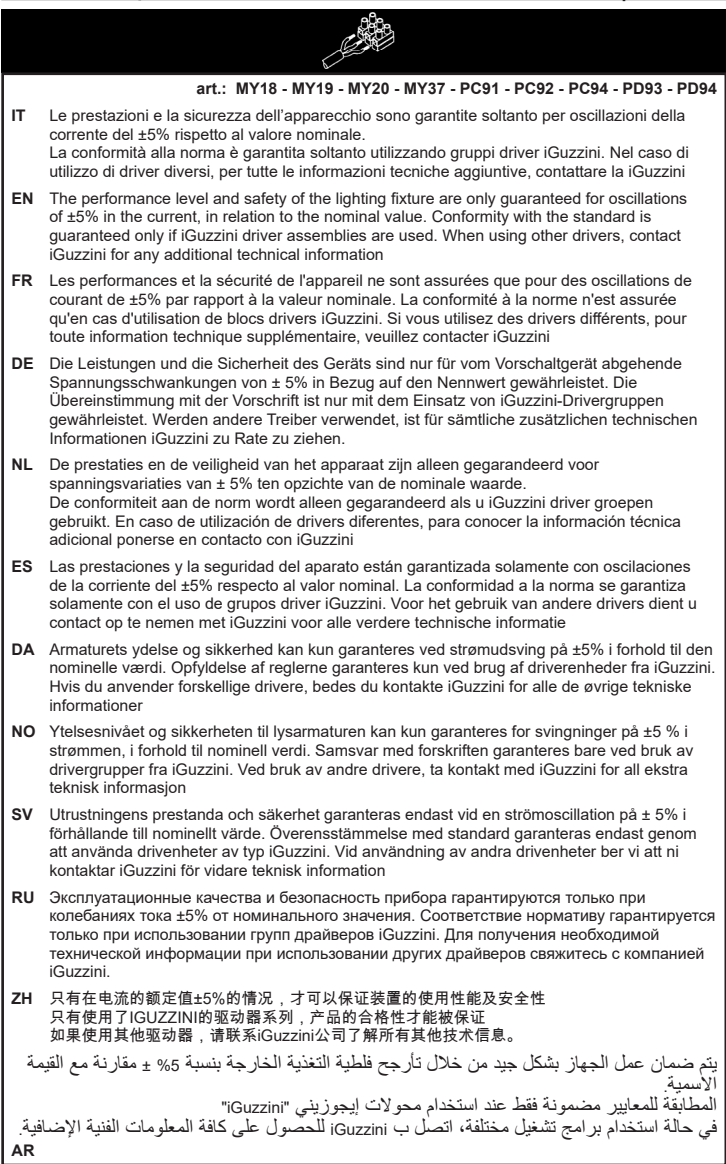 art.: MY18 - MY19 - MY20 - MY37 - PC91 - PC92 - PC94 - PD93 - PD94
IT Le prestazioni e la sicurezza dell'apparecchio sono garantite soltanto per oscillazioni della
corrente del ±5% rispetto al valore nominale.
La conformità alla norma è garantita soltanto utilizzando gruppi driver iGuzzini. Nel caso di
utilizzo di driver diversi, per tutte le informazioni tecniche aggiuntive, contattare la iGuzzini
EN The performance level and safety of the lighting fixture are only guaranteed for oscillations
of ±5% in the current, in relation to the nominal value. Conformity with the standard is
guaranteed only if iGuzzini driver assemblies are used. When using other drivers, contact
iGuzzini for any additional technical information
FR Les performances et la sécurité de l'appareil ne sont assurées que pour des oscillations de
courant de ±5% par rapport à la valeur nominale. La conformité à la norme n'est assurée
qu'en cas d'utilisation de blocs drivers iGuzzini. Si vous utilisez des drivers différents, pour
toute information technique supplémentaire, veuillez contacter iGuzzini
DE Die Leistungen und die Sicherheit des Geräts sind nur für vom Vorschaltgerät abgehende
Spannungsschwankungen von ± 5% in Bezug auf den Nennwert gewährleistet. Die
Übereinstimmung mit der Vorschrift ist nur mit dem Einsatz von iGuzzini-Drivergruppen
gewährleistet. Werden andere Treiber verwendet, ist für sämtliche zusätzlichen technischen
Informationen iGuzzini zu Rate zu ziehen.
NL De prestaties en de veiligheid van het apparaat zijn alleen gegarandeerd voor
spanningsvariaties van ± 5% ten opzichte van de nominale waarde.
De conformiteit aan de norm wordt alleen gegarandeerd als u iGuzzini driver groepen
gebruikt. En caso de utilización de drivers diferentes, para conocer la información técnica
adicional ponerse en contacto con iGuzzini
ES Las prestaciones y la seguridad del aparato están garantizada solamente con oscilaciones
de la corriente del ±5% respecto al valor nominal. La conformidad a la norma se garantiza
solamente con el uso de grupos driver iGuzzini. Voor het gebruik van andere drivers dient u
contact op te nemen met iGuzzini voor alle verdere technische informatie
DA Armaturets ydelse og sikkerhed kan kun garanteres ved strømudsving på ±5% i forhold til den
nominelle værdi. Opfyldelse af reglerne garanteres kun ved brug af driverenheder fra iGuzzini.
Hvis du anvender forskellige drivere, bedes du kontakte iGuzzini for alle de øvrige tekniske
informationer
NO Ytelsesnivået og sikkerheten til lysarmaturen kan kun garanteres for svingninger på ±5 % i
strømmen, i forhold til nominell verdi. Samsvar med forskriften garanteres bare ved bruk av
drivergrupper fra iGuzzini. Ved bruk av andre drivere, ta kontakt med iGuzzini for all ekstra
teknisk informasjon
SV Utrustningens prestanda och säkerhet garanteras endast vid en strömoscillation på ± 5% i
förhållande till nominellt värde. Överensstämmelse med standard garanteras endast genom
att använda drivenheter av typ iGuzzini. Vid användning av andra drivenheter ber vi att ni
kontaktar iGuzzini för vidare teknisk information
RU Эксплуатационные качества и безопасность прибора гарантируются только при
колебаниях тока ±5% от номинального значения. Соответствие нормативу гарантируется
только при использовании групп драйверов iGuzzini. Для получения необходимой
технической информации при использовании других драйверов свяжитесь с компанией
iGuzzini.
ZH 只有在电流的额定值±5%的情况，才可以保证装置的使用性能及安全性
只有使用了IGUZZINI的驱动器系列，产品的合格性才能被保证
如果使用其他驱动器，请联系iGuzzini公司了解所有其他技术信息。
يتم ضمان عمل الجهاز بشكل جيد من خلال تأرجح فلطية التغذية الخارجة بنسبة 5% ± مقارنة مع القيمة
الاسمية.
المطابقة للمعايير مضمونة فقط عند استخدام محولات إيجوزيني "iGuzzini"
في حالة استخدام برامج تشغيل مختلفة، اتصل ب iGuzzini للحصول على كافة المعلومات الفنية الإضافية.
AR